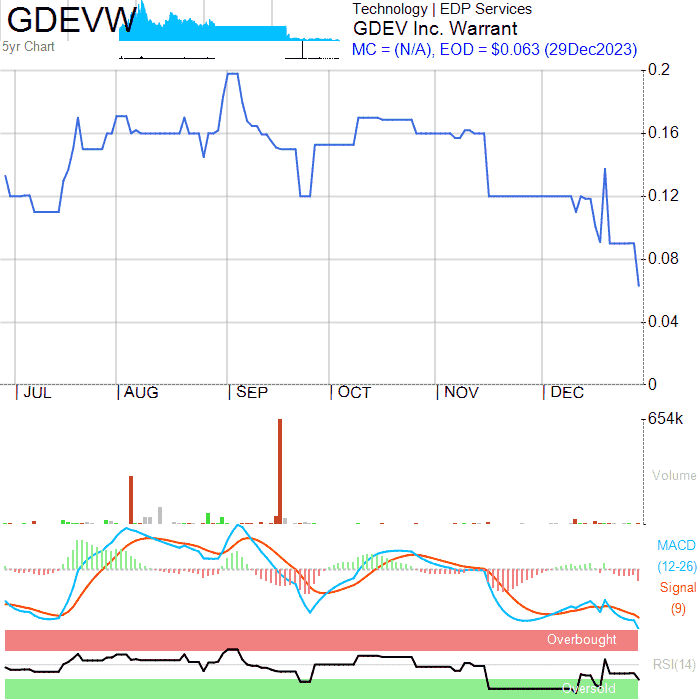 GDEVW
5yr Chart
Technology | EDP Services
GDEV Inc. Warrant
MC = (N/A), EOD = $0.063 (29Dec2023)
0.2
0.16
0.12
0.08
0.04
0
JUL AUG SEP OCT NOV DEC
654k
Volume
MACD
(12-26)
Signal
(9)
Overbought
RSI(14)
Oversold